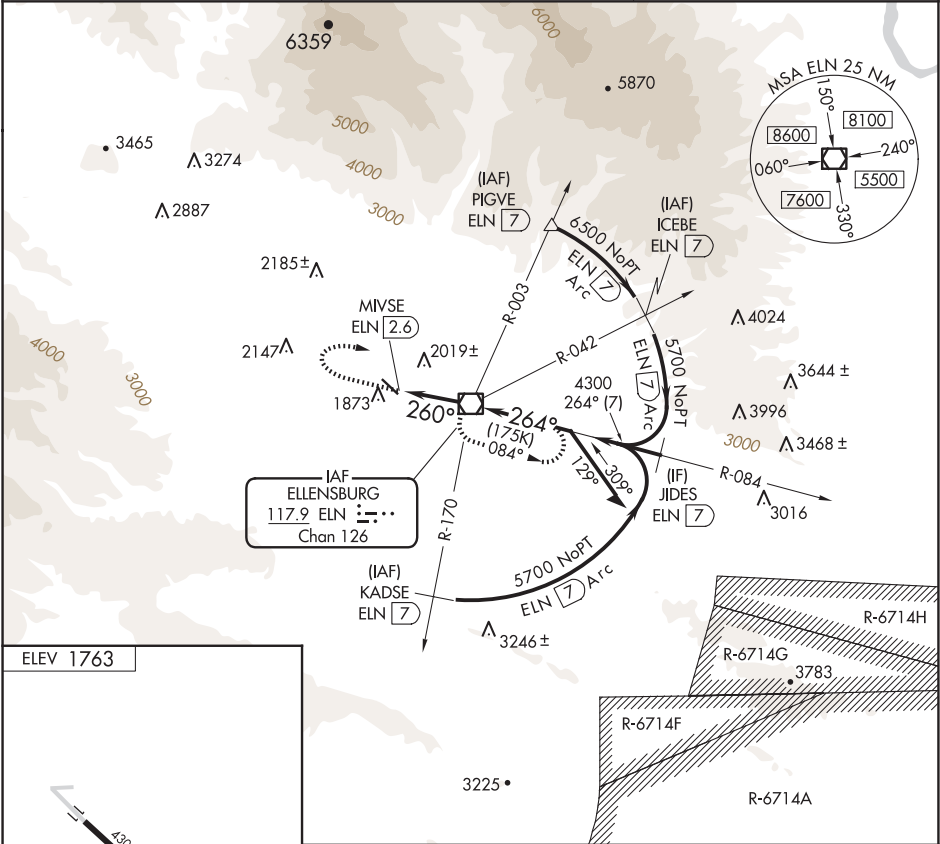 6359
6000
5870
MSA ELN 25 NM
150°
8600
8100
060°
240°
7600
5500
330°
3465
3274
2887
5000
4000
3000
(IAF)
PIGVE
ELN 7
(IAF)
ICEBE
ELN 7
6500 NoPT
ELN 7
Arc
2185±
MIVSE
ELN 2.6
R-003
R-042
4024
2147
2019±
5700 NoPT
ELN 7 Arc
4000
3000
1873
260°
264°
(175K)
084°
4300
264° (7)
3644 ±
3996
3000
3468 ±
129°
309°
(IF)
JIDES
ELN 7
R-084
3016
IAF
ELLENSBURG
117.9 ELN
Chan 126
R-170
(IAF)
KADSE
ELN 7
5700 NoPT
ELN 7 Arc
3246±
R-6714H
R-6714G
3783
R-6714F
R-6714A
3225
ELEV 1763
430